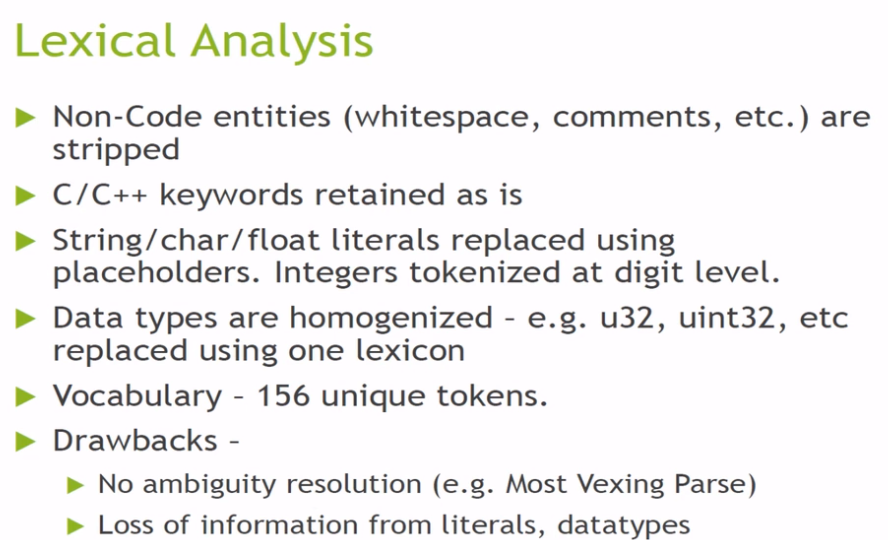 Lexical Analysis
Non-Code entities (whitespace, comments, etc.) are
stripped
C/C++ keywords retained as is
String/char/float literals replaced using
placeholders. Integers tokenized at digit level.
Data types are homogenized – e.g. u32, uint32, etc
replaced using one lexicon
Vocabulary – 156 unique tokens.
Drawbacks –
No ambiguity resolution (e.g. Most Vexing Parse)
Loss of information from literals, datatypes